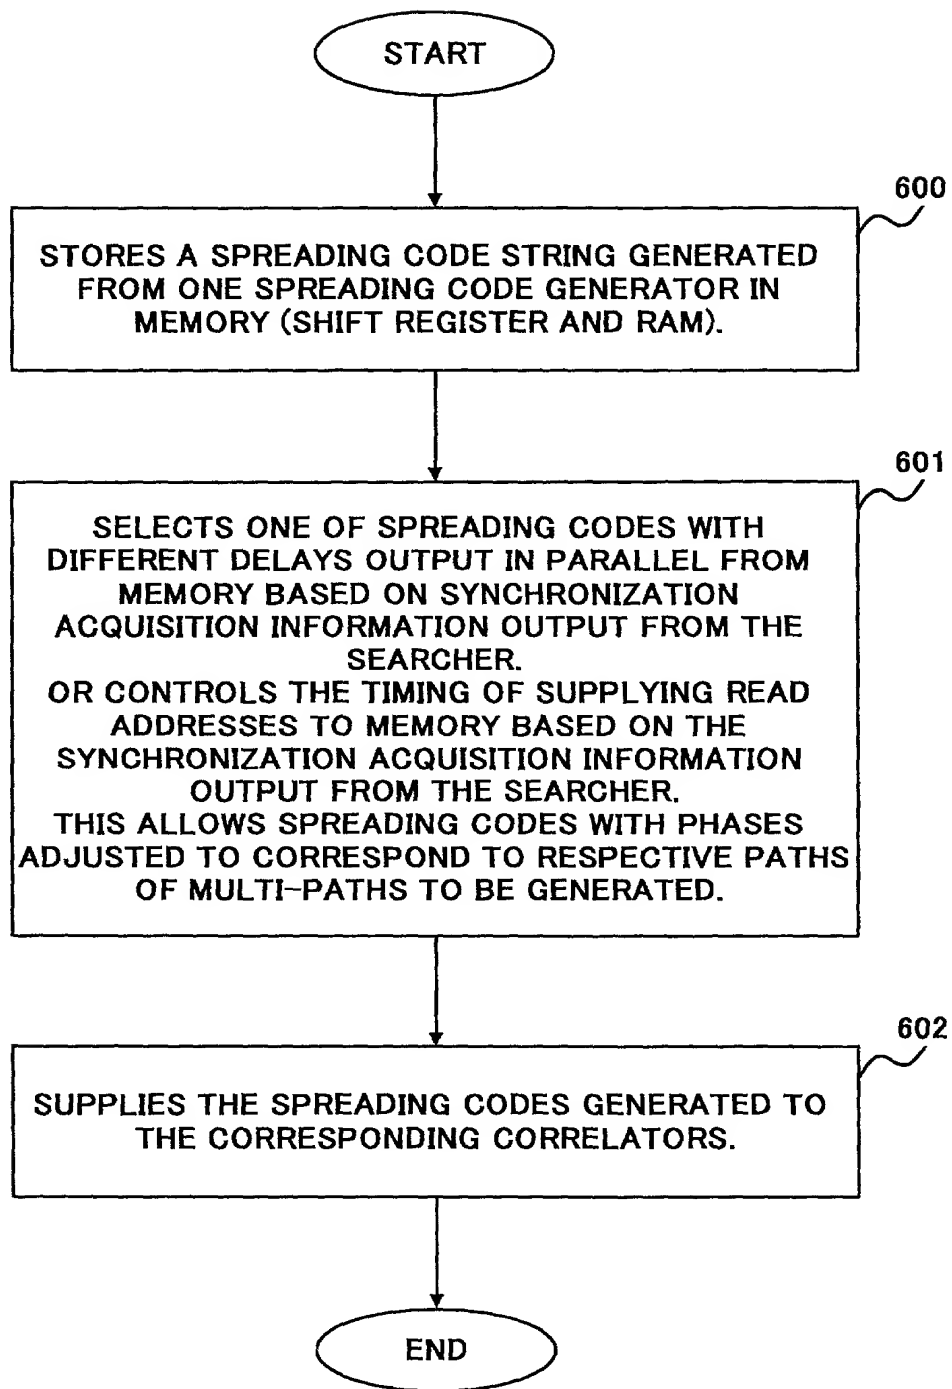 START
600
STORES A SPREADING CODE STRING GENERATED
FROM ONE SPREADING CODE GENERATOR IN
MEMORY (SHIFT REGISTER AND RAM).
601
SELECTS ONE OF SPREADING CODES WITH
DIFFERENT DELAYS OUTPUT IN PARALLEL FROM
MEMORY BASED ON SYNCHRONIZATION
ACQUISITION INFORMATION OUTPUT FROM THE
SEARCHER.
OR CONTROLS THE TIMING OF SUPPLYING READ
ADDRESSES TO MEMORY BASED ON THE
SYNCHRONIZATION ACQUISITION INFORMATION
OUTPUT FROM THE SEARCHER.
THIS ALLOWS SPREADING CODES WITH PHASES
ADJUSTED TO CORRESPOND TO RESPECTIVE PATHS
OF MULTI-PATHS TO BE GENERATED.
602
SUPPLIES THE SPREADING CODES GENERATED TO
THE CORRESPONDING CORRELATORS.
END